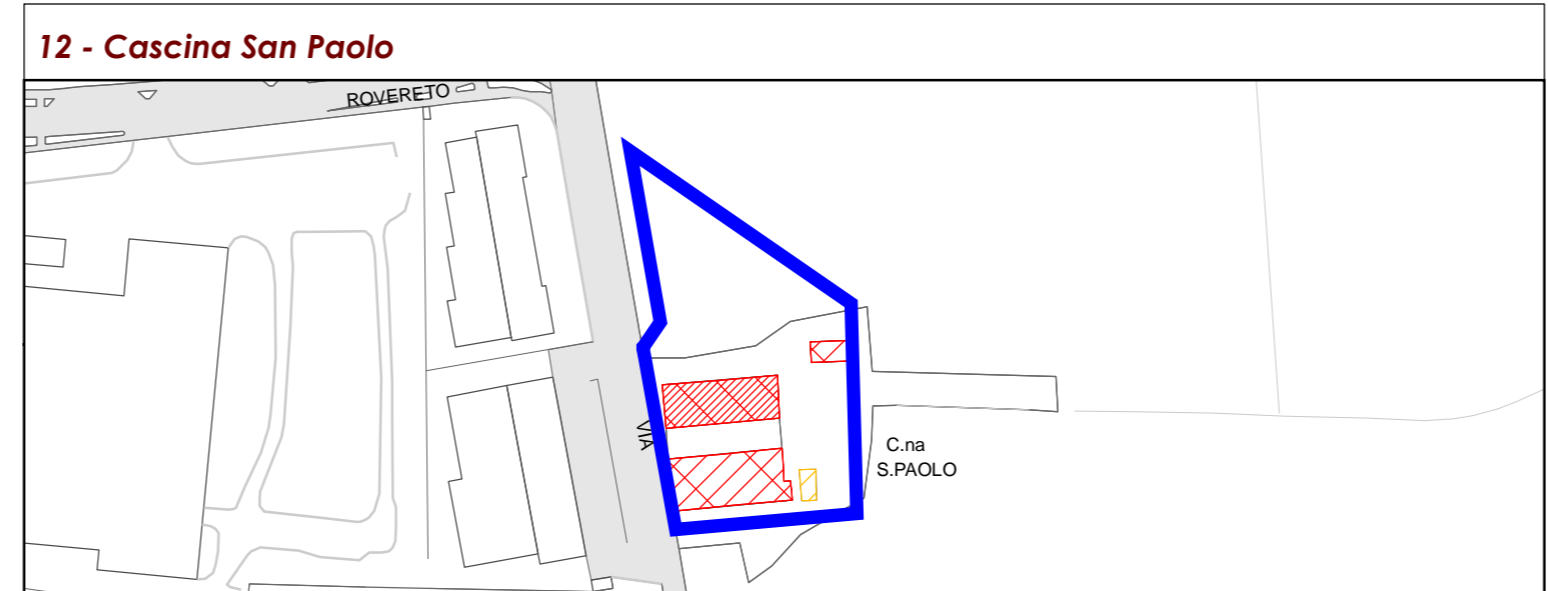 12 - Cascina San Paolo
ROVERETO
VIA
C.na
S.PAOLO